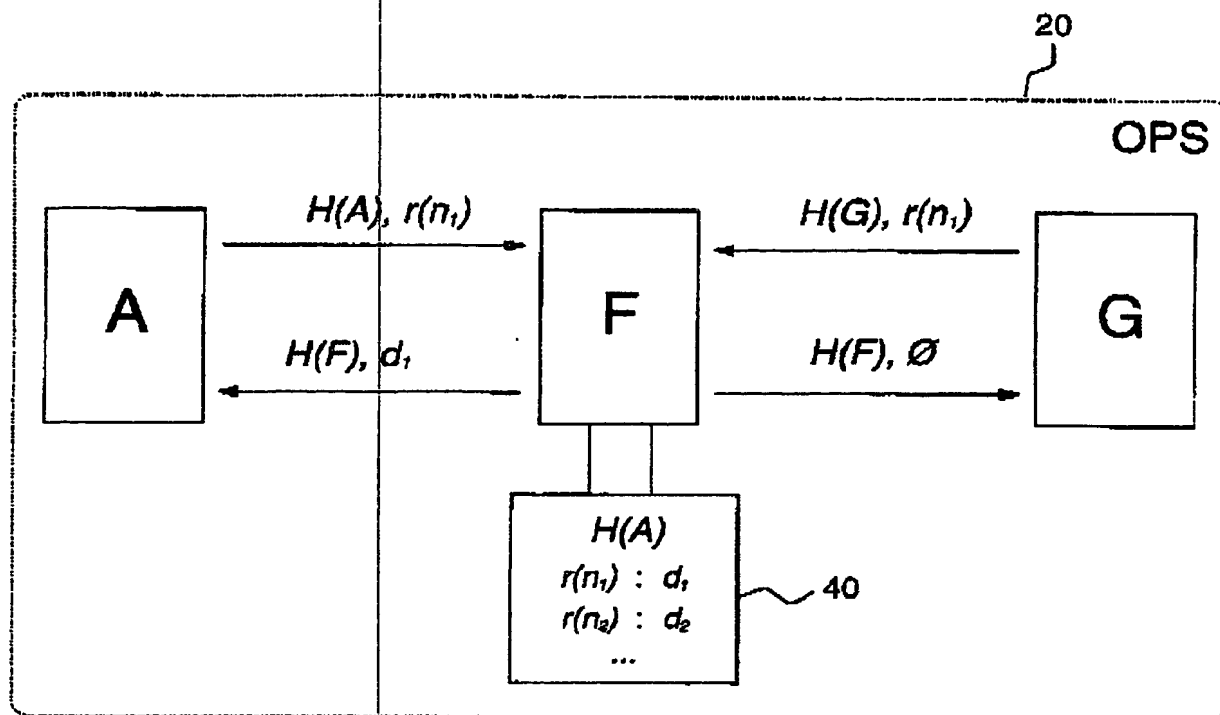 20
OPS
H(A), r(n₁)
H(G), r(n₁)
A
F
G
H(F), d₁
H(F), Ø
H(A)
r(n₁) : d₁
r(n₂) : d₂
...
40